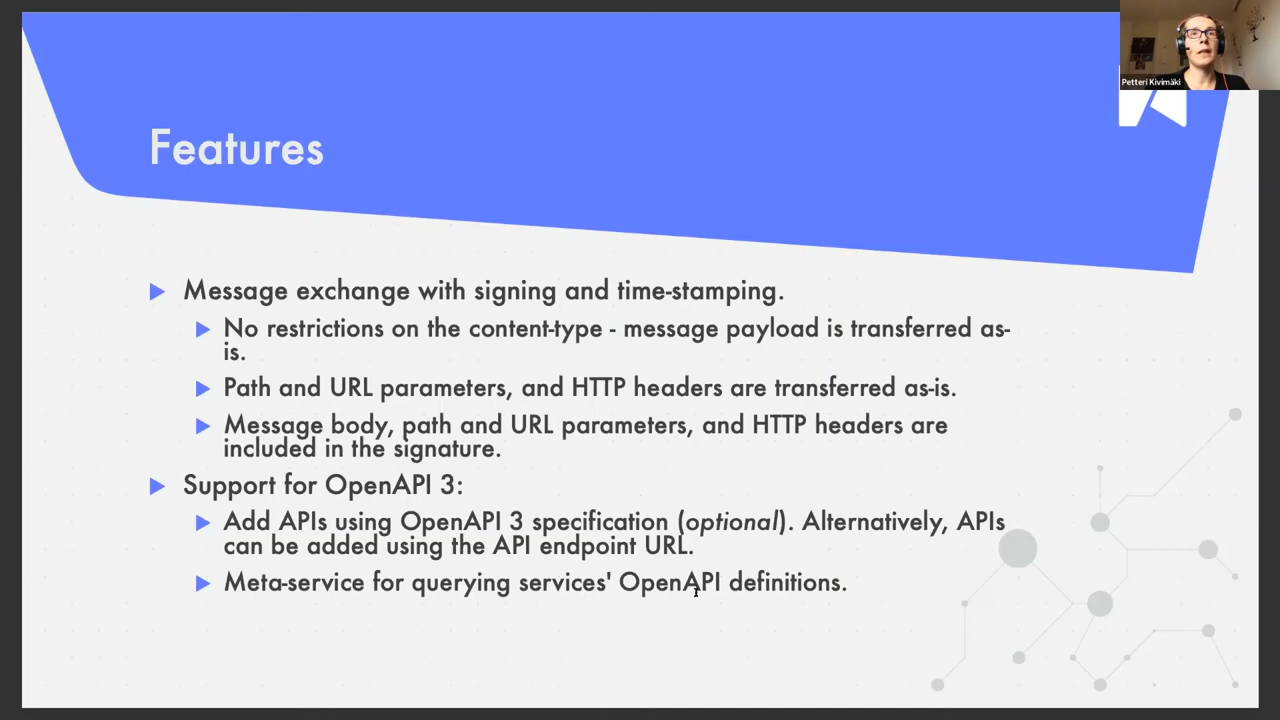 Petteri Kivimäki
Features
Message exchange with signing and time-stamping.
No restrictions on the content-type - message payload is transferred as-
is.
Path and URL parameters, and HTTP headers are transferred as-is.
Message body, path and URL parameters, and HTTP headers are
included in the signature.
Support for OpenAPI 3:
Add APIs using OpenAPI 3 specification (optional). Alternatively, APIs
can be added using the API endpoint URL.
Meta-service for querying services' OpenAPI definitions.